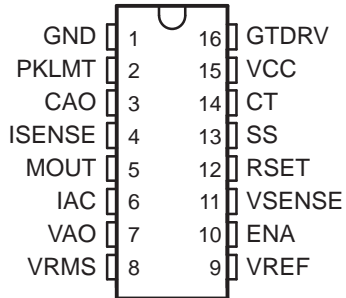 GND 1 16 GTDRV
PKLMT 2 15 VCC
CAO 3 14 CT
ISENSE 4 13 SS
MOUT 5 12 RSET
IAC 6 11 VSENSE
VAO 7 10 ENA
VRMS 8 9 VREF